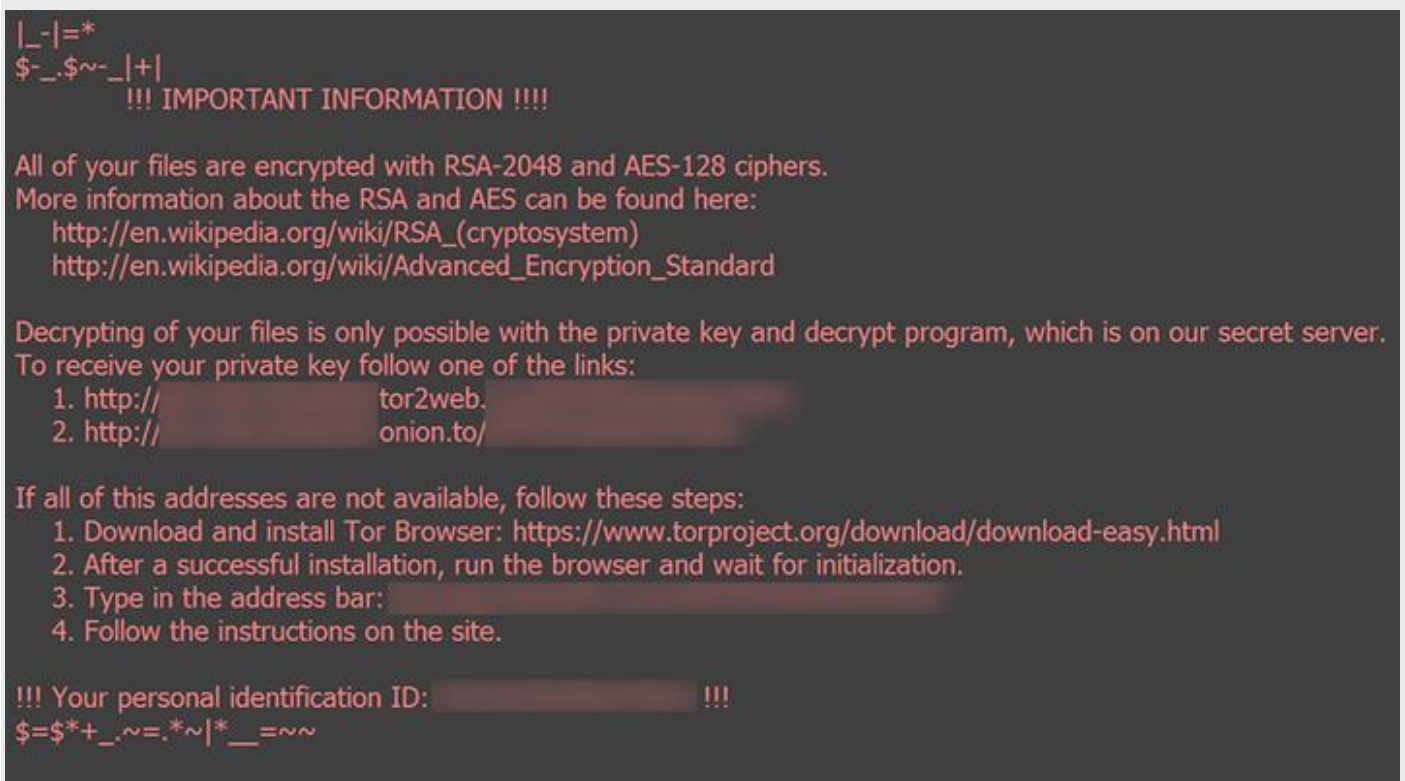 |_-|=*
$-_.$~-_|+|
!!! IMPORTANT INFORMATION !!!!
All of your files are encrypted with RSA-2048 and AES-128 ciphers.
More information about the RSA and AES can be found here:
http://en.wikipedia.org/wiki/RSA_(cryptosystem)
http://en.wikipedia.org/wiki/Advanced_Encryption_Standard
Decrypting of your files is only possible with the private key and decrypt program, which is on our secret server.
To receive your private key follow one of the links:
1. http:// tor2web.
2. http:// onion.to/
If all of this addresses are not available, follow these steps:
1. Download and install Tor Browser: https://www.torproject.org/download/download-easy.html
2. After a successful installation, run the browser and wait for initialization.
3. Type in the address bar:
4. Follow the instructions on the site.
!!! Your personal identification ID: !!!
$=$*+_.~=.*~|*__=~~